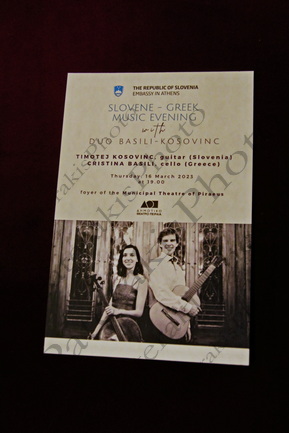 THE REPUBLIC OF SLOVENIA
EMBASSY IN ATHENS
SLOVENE - GREEK
MUSIC EVENING
with
DUO BASILI-KOSOVINC
TIMOTEJ KOSOVINC, guitar (Slovenia)
CRISTINA BASILI, cello (Greece)
Thursday, 16 March 2023
at 19.00
foyer of the Municipal Theatre of Piraeus